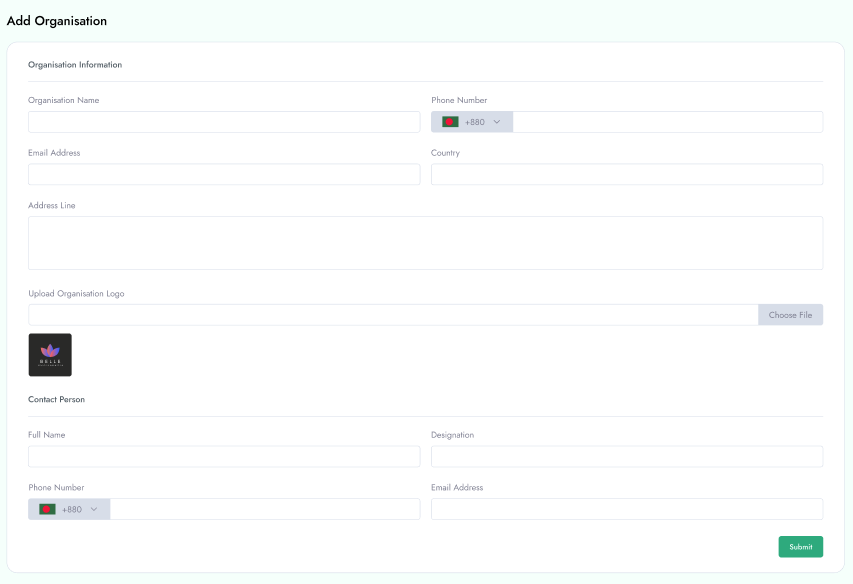 Add Organisation
Organisation Information
Organisation Name
Phone Number
+880
Email Address
Country
Address Line
Upload Organisation Logo
Choose File
BELLE
Contact Person
Full Name
Designation
Phone Number
Email Address
+880
Submit